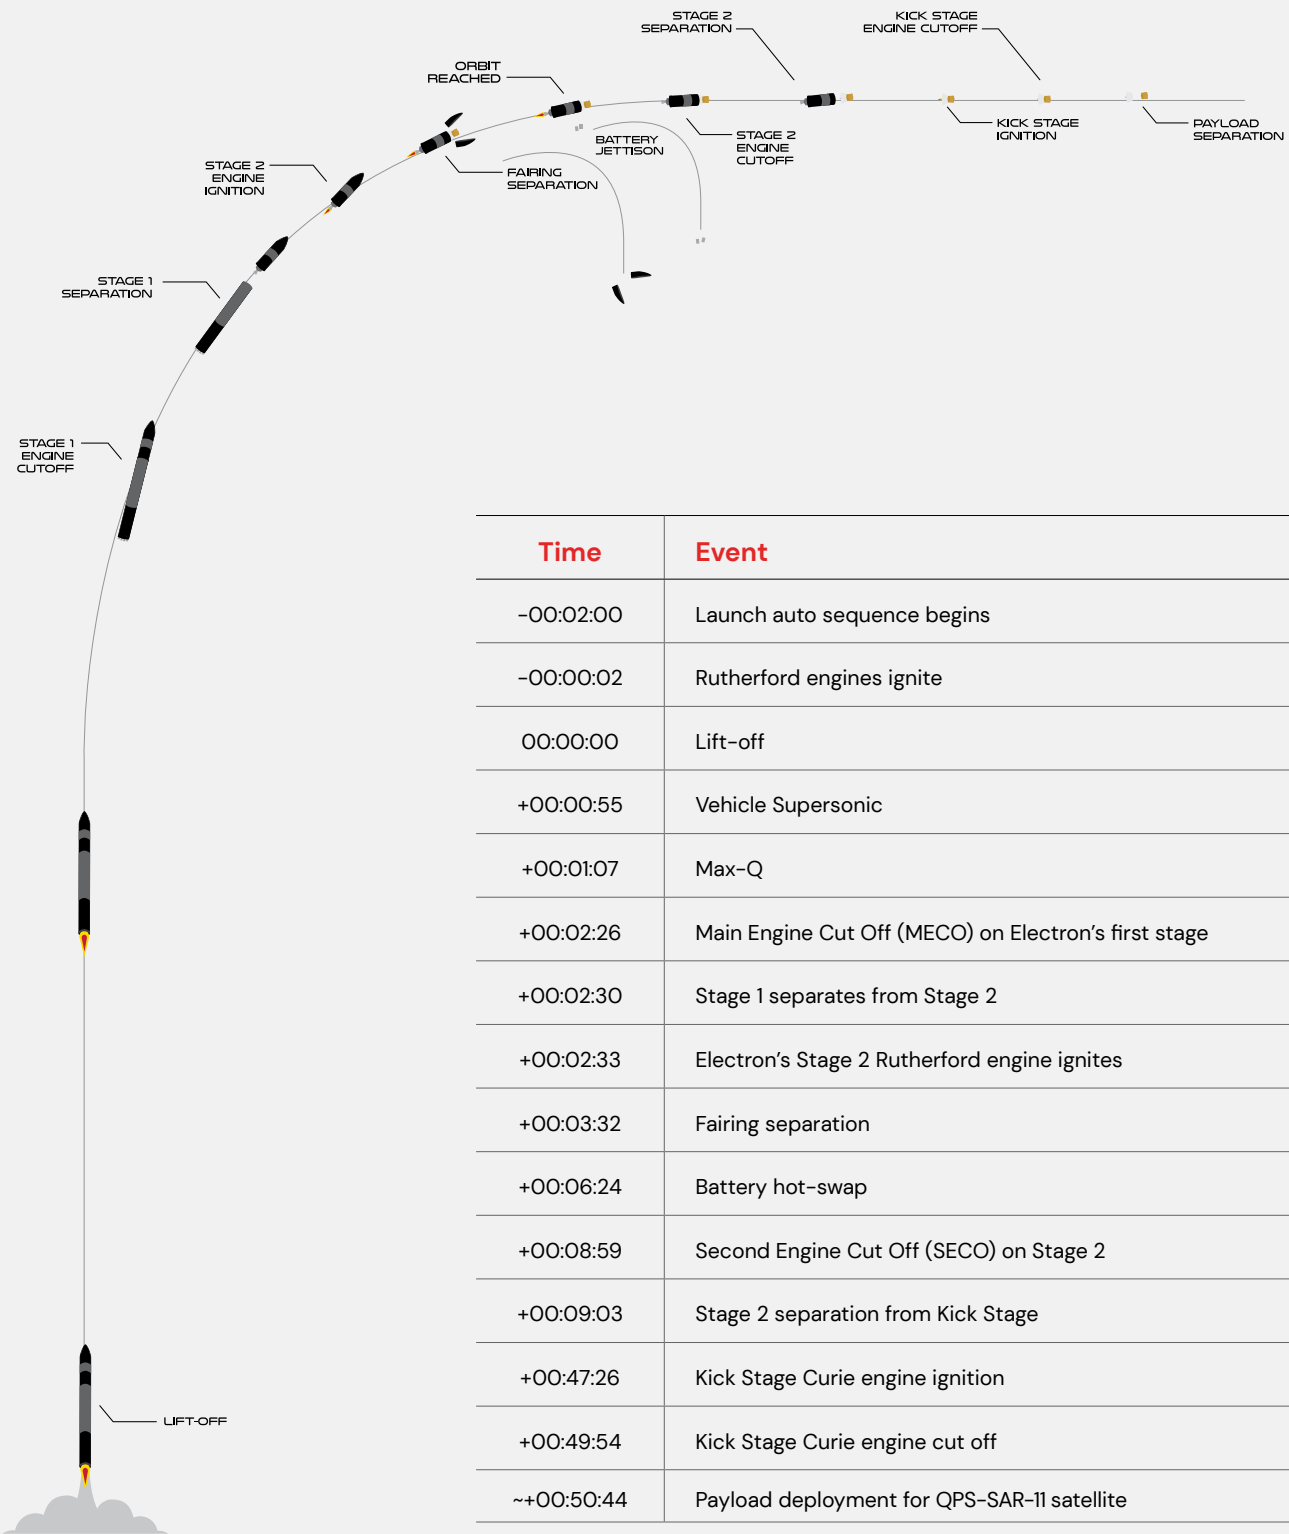 STAGE 2
SEPARATION
KICK STAGE
ENGINE CUTOFF
ORBIT
REACHED
KICK STAGE
IGNITION
PAYLOAD
SEPARATION
BATTERY
JETTISON
STAGE 2
ENGINE
CUTOFF
STAGE 2
ENGINE
IGNITION
FAIRING
SEPARATION
STAGE 1
SEPARATION
STAGE 1
ENGINE
CUTOFF
LIFT-OFF
Time Event
-00:02:00 Launch auto sequence begins
-00:00:02 Rutherford engines ignite
00:00:00 Lift-off
+00:00:55 Vehicle Supersonic
+00:01:07 Max-Q
+00:02:26 Main Engine Cut Off (MECO) on Electron’s first stage
+00:02:30 Stage 1 separates from Stage 2
+00:02:33 Electron’s Stage 2 Rutherford engine ignites
+00:03:32 Fairing separation
+00:06:24 Battery hot-swap
+00:08:59 Second Engine Cut Off (SECO) on Stage 2
+00:09:03 Stage 2 separation from Kick Stage
+00:47:26 Kick Stage Curie engine ignition
+00:49:54 Kick Stage Curie engine cut off
~+00:50:44 Payload deployment for QPS-SAR-11 satellite